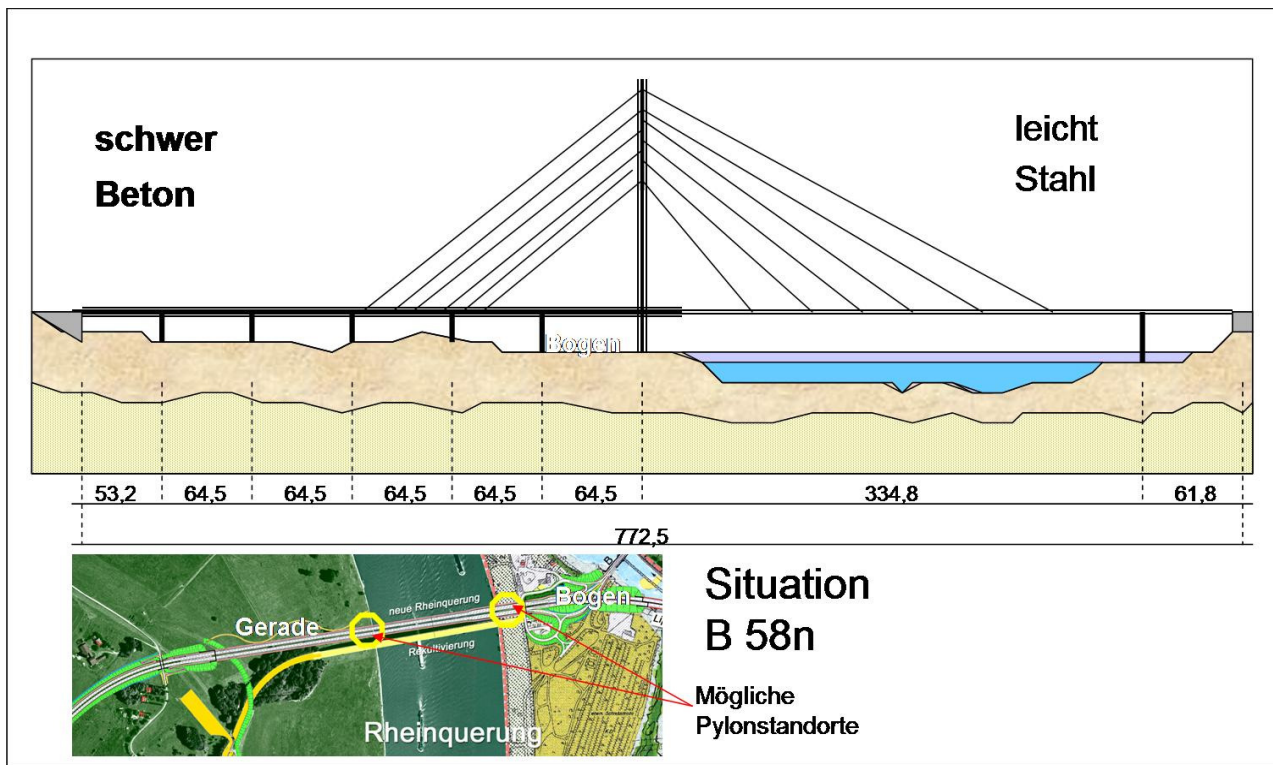 schwer
Beton
leicht
Stahl
Bogen
53,2 64,5 64,5 64,5 64,5 64,5 334,8 61,8
772,5
Situation
B 58n
Mögliche
Pylonstandorte
neue Rheinquerung
Bogen
Gerade
Rekultivierung
Rheinquerung